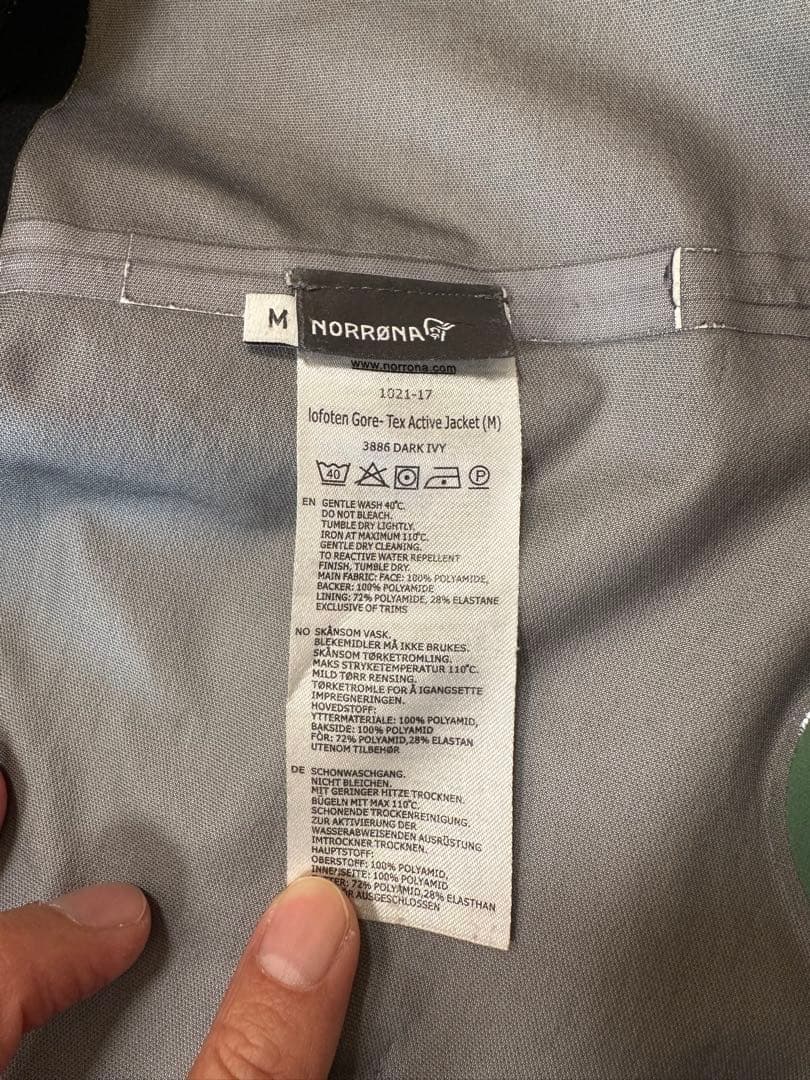 M
NORRØNA
www.norrona.com
1021-17
lofoten Gore- Tex Active Jacket (M)
3886 DARK IVY
40 P
EN GENTLE WASH 40°C.
DO NOT BLEACH.
TUMBLE DRY LIGHTLY.
IRON AT MAXIMUM 110°C.
GENTLE DRY CLEANING.
TO REACTIVE WATER REPELLENT
FINISH, TUMBLE DRY.
MAIN FABRIC: FACE: 100% POLYAMIDE,
BACKER: 100% POLYAMIDE
LINING: 72% POLYAMIDE, 28% ELASTANE
EXCLUSIVE OF TRIMS
NO SKÅNSOM VASK.
BLEKEMIDLER MÅ IKKE BRUKES.
SKÅNSOM TØRKETROMLING.
MAKS STRYKETEMPERATUR 110°C.
MILD TØRR RENSING.
TØRKETROMLE FOR Å IGANGSETTE
IMPREGNERINGEN.
HOVEDSTOFF:
YTTERMATERIALE: 100% POLYAMID,
BAKSIDE: 100% POLYAMID
FÔR: 72% POLYAMID,28% ELASTAN
UTENOM TILBEHØR
DE SCHONWASCHGANG.
NICHT BLEICHEN.
MIT GERINGER HITZE TROCKNEN.
BÜGELN MIT MAX 110°C.
SCHONENDE TROCKENREINIGUNG.
ZUR AKTIVIERUNG DER
WASSERABWEISENDEN AUSRÜSTUNG
IMTROCKNER TROCKNEN.
HAUPTSTOFF:
OBERSTOFF: 100% POLYAMID,
INNENSEITE: 100% POLYAMID
72% POLYAMID,28% ELASTHAN
AUSGESCHLOSSEN